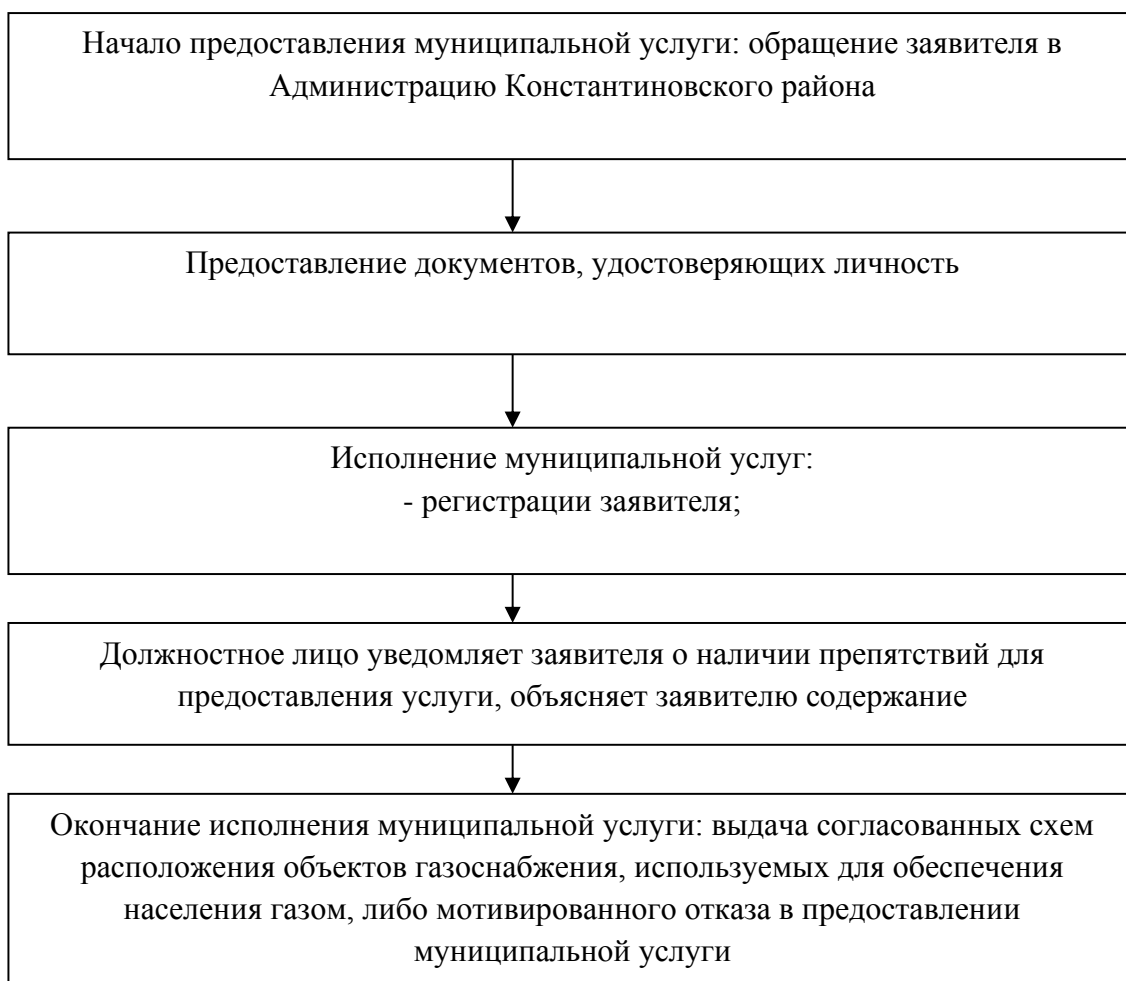 Начало предоставления муниципальной услуги: обращение заявителя в
Администрацию Константиновского района
Предоставление документов, удостоверяющих личность
Исполнение муниципальной услуг:
- регистрации заявителя;
Должностное лицо уведомляет заявителя о наличии препятствий для
предоставления услуги, объясняет заявителю содержание
Окончание исполнения муниципальной услуги: выдача согласованных схем
расположения объектов газоснабжения, используемых для обеспечения
населения газом, либо мотивированного отказа в предоставлении
муниципальной услуги